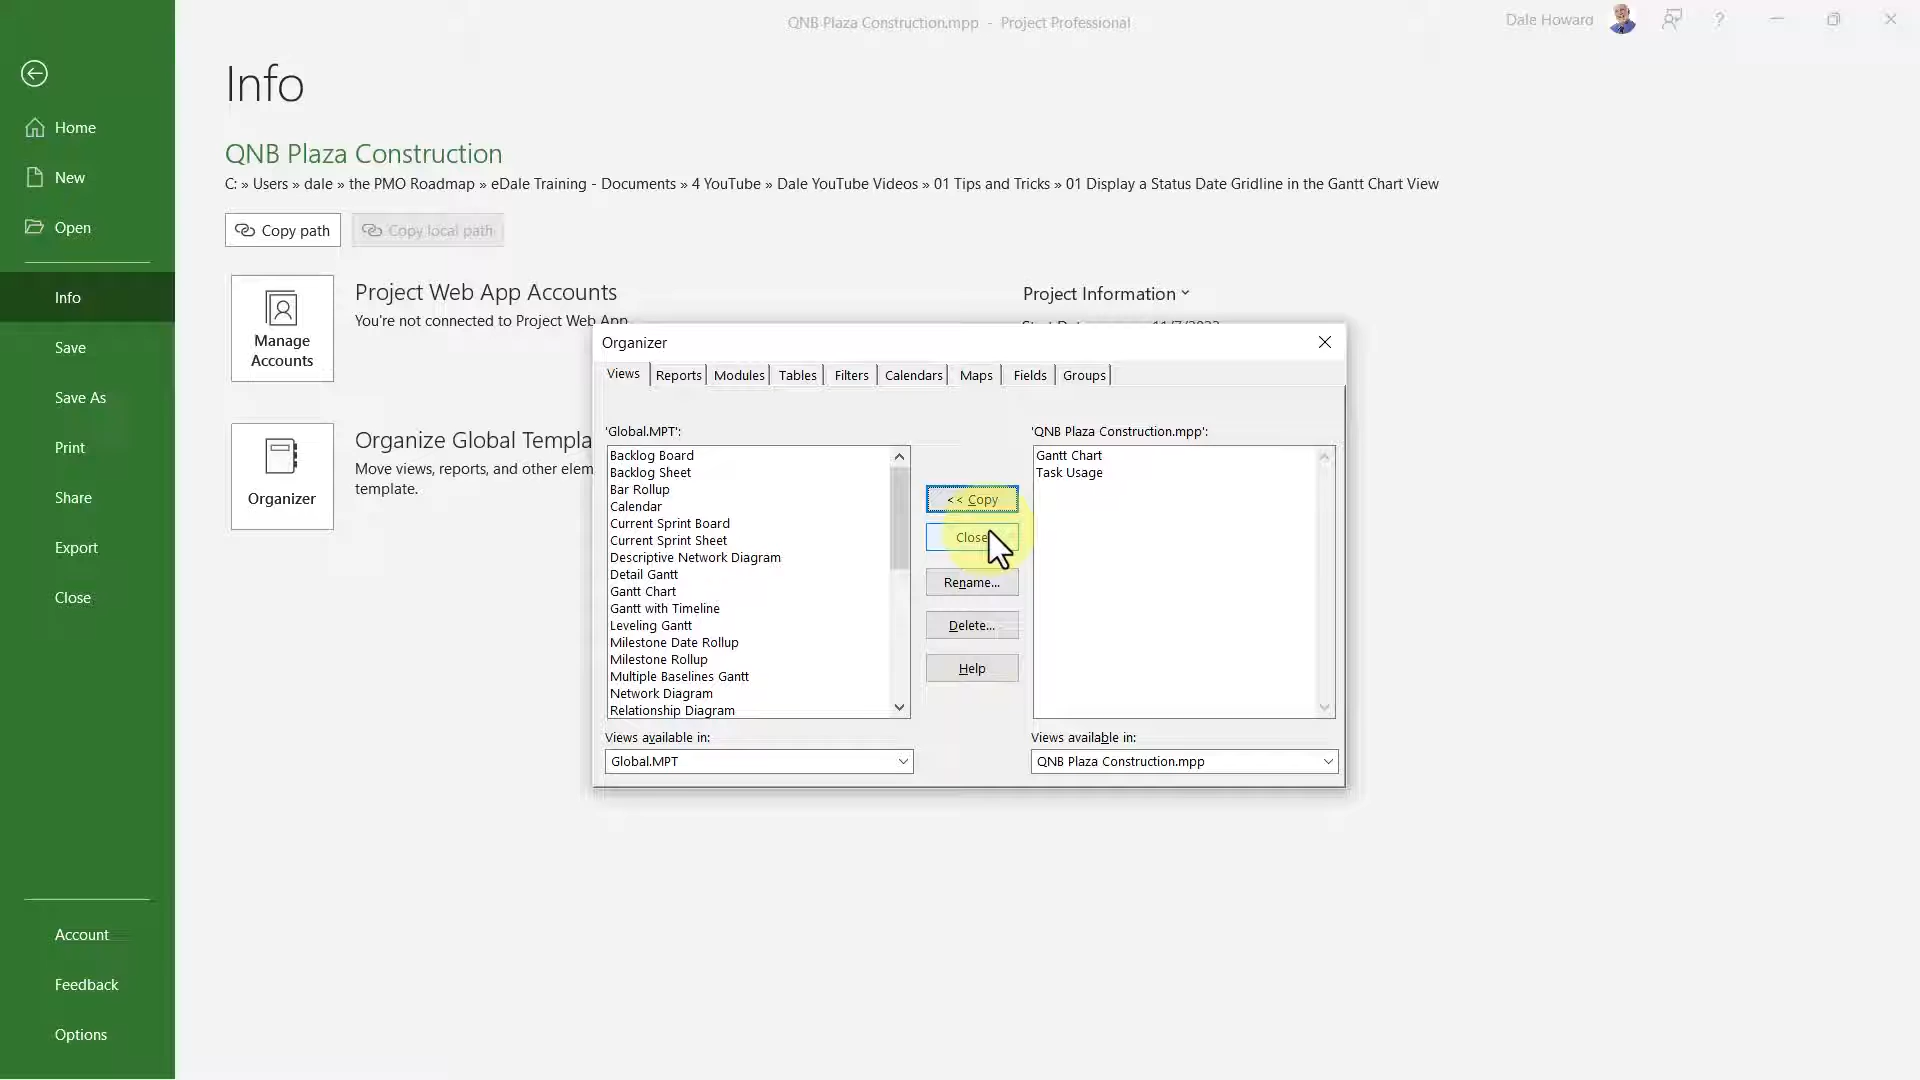 QNB Plaza Construction.mpp - Project Professional
Dale Howard
?
Info
Home
New
Open
Info
Save
Save As
Print
Share
Export
Close
Account
Feedback
Options
QNB Plaza Construction
C: » Users » dale » the PMO Roadmap » eDale Training - Documents » 4 YouTube » Dale YouTube Videos » 01 Tips and Tricks » 01 Display a Status Date Gridline in the Gantt Chart View
Copy path
Copy local path
Manage
Accounts
Project Web App Accounts
You're not connected to Project Web App.
Project Information
Organizer
Organize Global Templa
Move views, reports, and other elem
template.
Organizer
Views
Reports
Modules
Tables
Filters
Calendars
Maps
Fields
Groups
'Global.MPT':
Backlog Board
Backlog Sheet
Bar Rollup
Calendar
Current Sprint Board
Current Sprint Sheet
Descriptive Network Diagram
Detail Gantt
Gantt Chart
Gantt with Timeline
Leveling Gantt
Milestone Date Rollup
Milestone Rollup
Multiple Baselines Gantt
Network Diagram
Relationship Diagram
Views available in:
Global.MPT
<< Copy
Close
Rename...
Delete...
Help
'QNB Plaza Construction.mpp':
Gantt Chart
Task Usage
Views available in:
QNB Plaza Construction.mpp